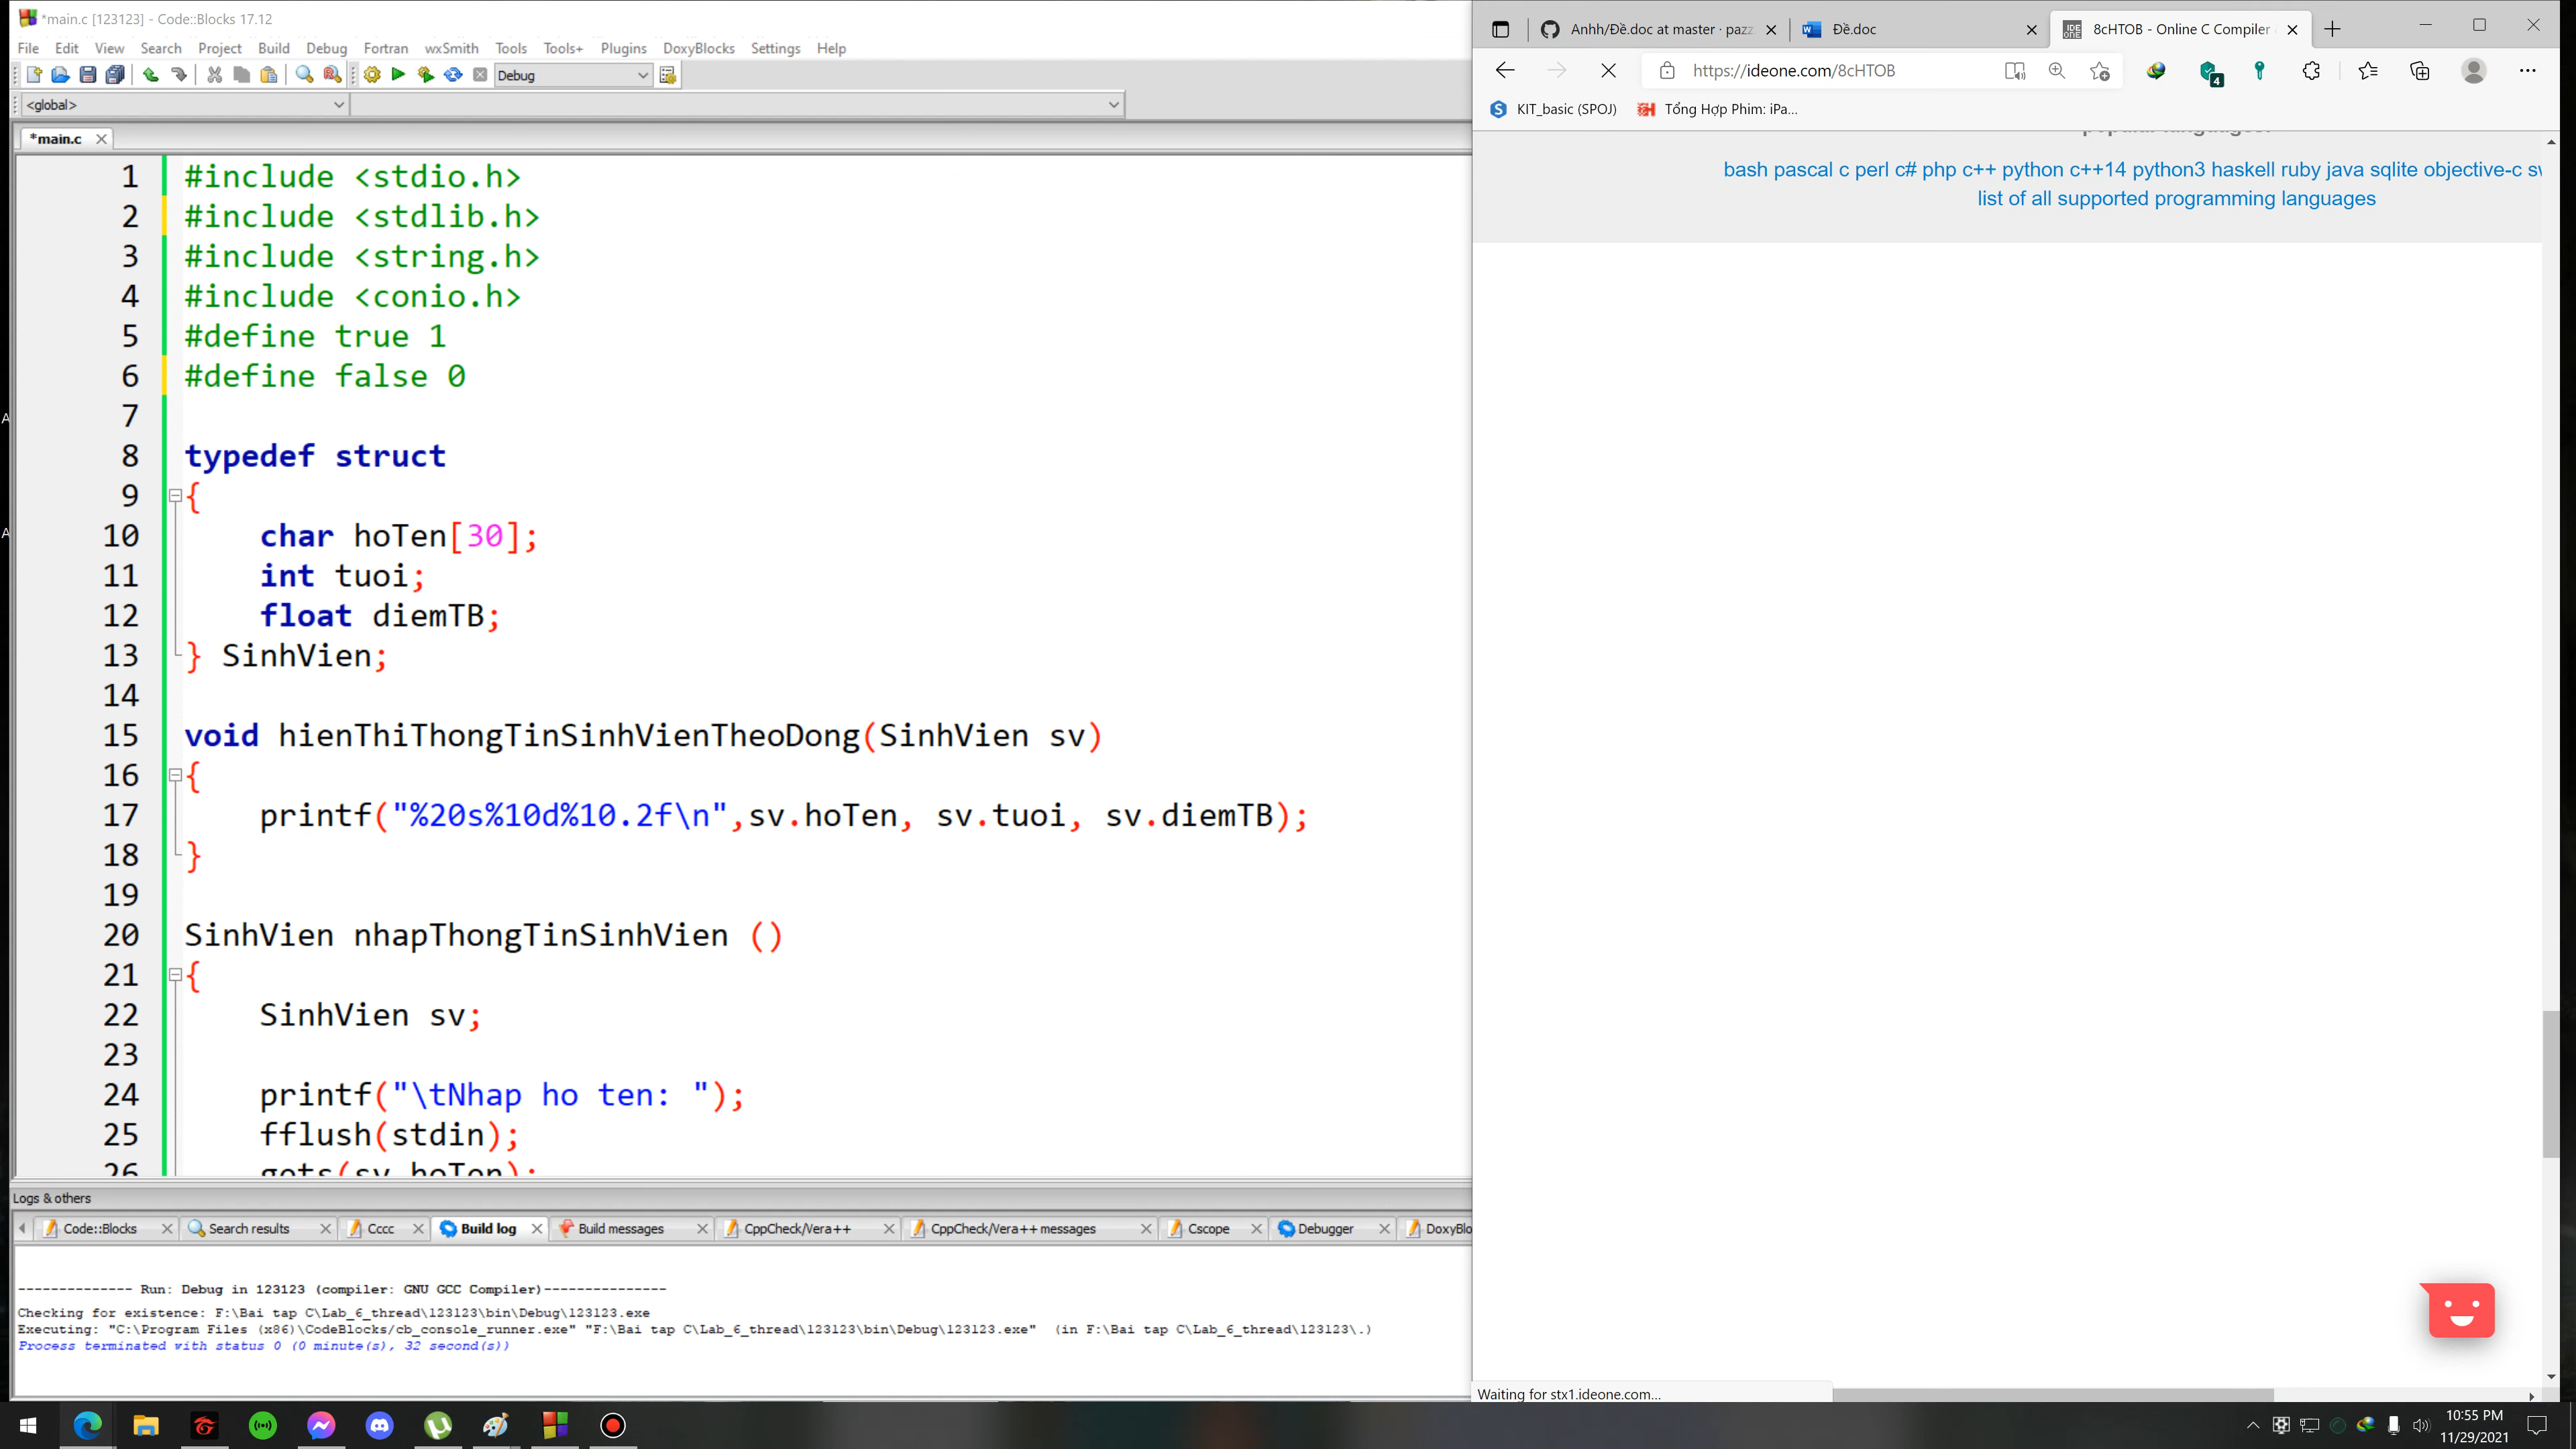 *main.c [123123] - Code::Blocks 17.12
File Edit View Search Project Build Debug Fortran wxSmith Tools Tools+ Plugins DoxyBlocks Settings Help
Debug
<global>
*main.c
1 #include <stdio.h>
2 #include <stdlib.h>
3 #include <string.h>
4 #include <conio.h>
5 #define true 1
6 #define false 0
7
8 typedef struct
9 {
10 char hoTen[30];
11 int tuoi;
12 float diemTB;
13 } SinhVien;
14
15 void hienThiThongTinSinhVienTheoDong(SinhVien sv)
16 {
17 printf("%20s%10d%10.2f\n",sv.hoTen, sv.tuoi, sv.diemTB);
18 }
19
20 SinhVien nhapThongTinSinhVien ()
21 {
22 SinhVien sv;
23
24 printf("\tNhap ho ten: ");
25 fflush(stdin);
26 gets(sv.hoTen);
Logs & others
Code::Blocks Search results Cccc Build log Build messages CppCheck/Vera++ CppCheck/Vera++ messages Cscope Debugger DoxyBlo
-------------- Run: Debug in 123123 (compiler: GNU GCC Compiler)---------------
Checking for existence: F:\Bai tap C\Lab_6_thread\123123\bin\Debug\123123.exe
Executing: "C:\Program Files (x86)\CodeBlocks/cb_console_runner.exe" "F:\Bai tap C\Lab_6_thread\123123\bin\Debug\123123.exe" (in F:\Bai tap C\Lab_6_thread\123123\.)
Process terminated with status 0 (0 minute(s), 32 second(s))
Anhh/Đề.doc at master · pazz
Đề.doc
8cHTOB - Online C Compiler
https://ideone.com/8cHTOB
4
KIT_basic (SPOJ)
Tổng Hợp Phim: iPa...
popular languages:
bash pascal c perl c# php c++ python c++14 python3 haskell ruby java sqlite objective-c sw
list of all supported programming languages
Waiting for stx1.ideone.com...
10:55 PM
11/29/2021